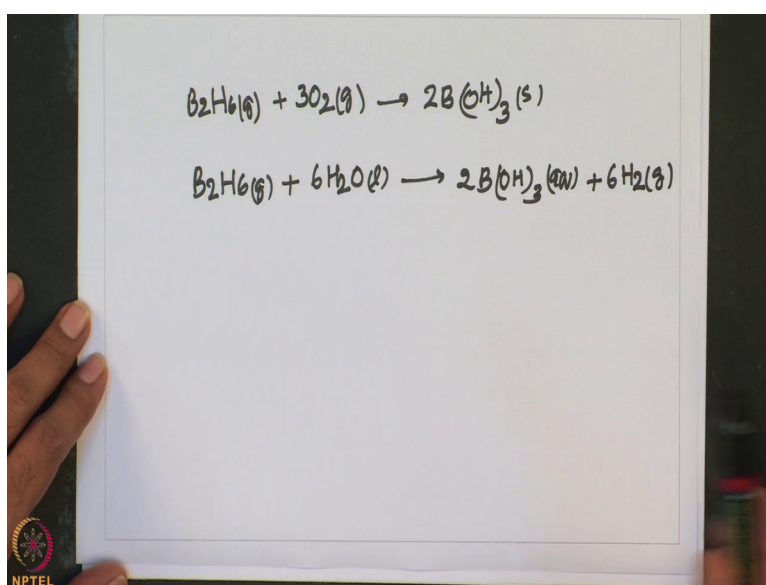 B2H6(g) + 3O2(g) → 2B(OH)3(s)
B2H6(g) + 6H2O(l) → 2B(OH)3(aq) + 6H2(g)
NPTEL